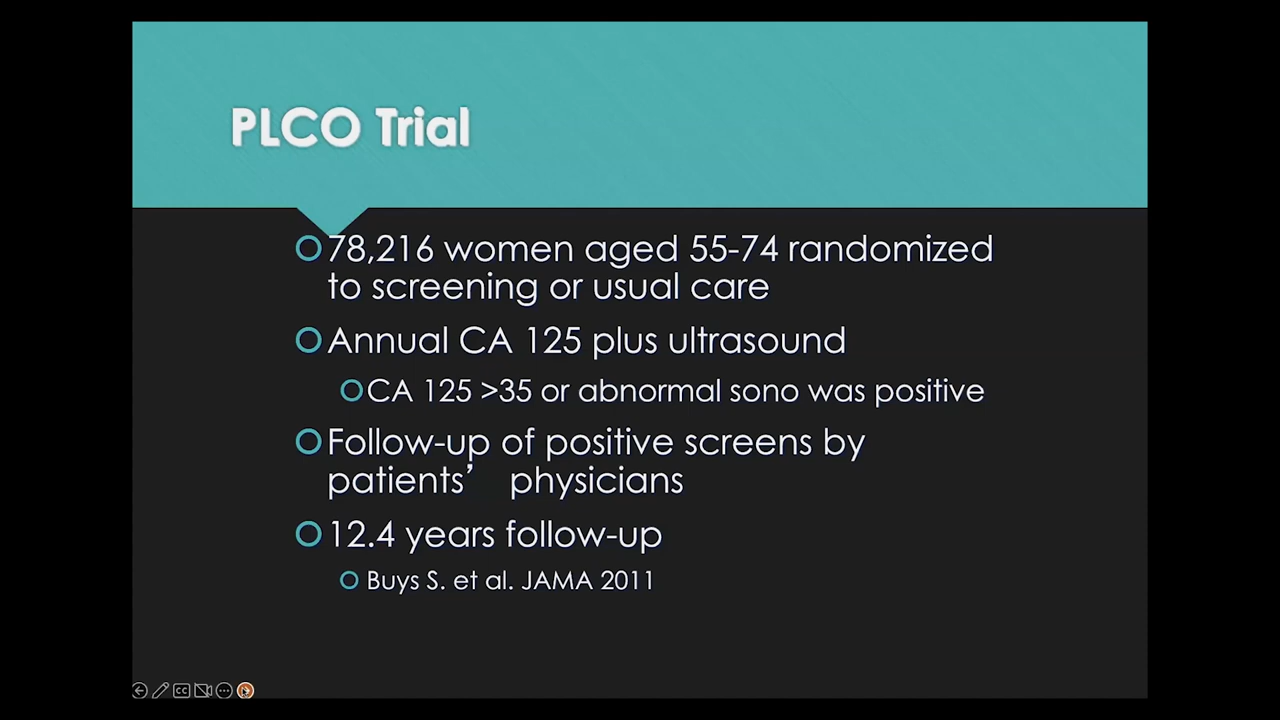 PLCO Trial
78,216 women aged 55-74 randomized
to screening or usual care
Annual CA 125 plus ultrasound
CA 125 >35 or abnormal sono was positive
Follow-up of positive screens by
patients’ physicians
12.4 years follow-up
Buys S. et al. JAMA 2011
CC